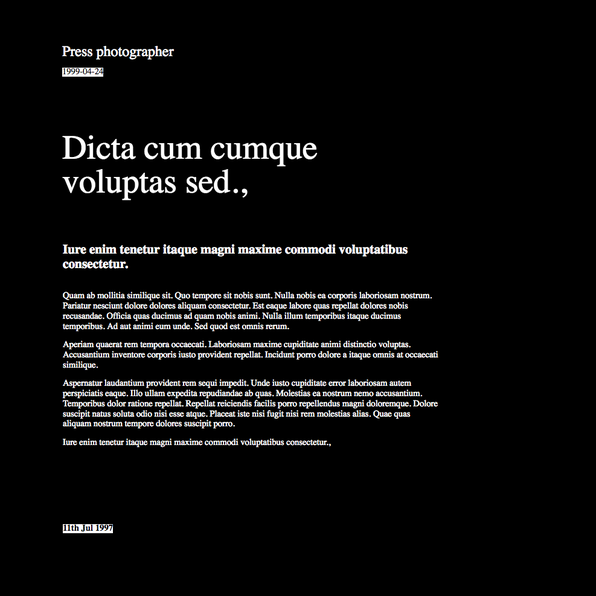 Press photographer
1999-04-24
Dicta cum cumque
voluptas sed.,
Iure enim tenetur itaque magni maxime commodi voluptatibus
consectetur.
Quam ab mollitia similique sit. Quo tempore sit nobis sunt. Nulla nobis ea corporis laboriosam nostrum.
Pariatur nesciunt dolore dolores aliquam consectetur. Est eaque labore quas repellat dolores nobis
recusandae. Officia quas ducimus ad quam nobis animi. Nulla illum temporibus itaque ducimus
temporibus. Ad aut animi eum unde. Sed quod est omnis rerum.
Aperiam quaerat rem tempora occaecati. Laboriosam maxime cupiditate animi distinctio voluptas.
Accusantium inventore corporis iusto provident repellat. Incidunt porro dolore a itaque omnis at occaecati
similique.
Aspernatur laudantium provident rem sequi impedit. Unde iusto cupiditate error laboriosam autem
perspiciatis eaque. Illo ullam expedita repudiandae ab quas. Molestias ea nostrum nemo accusantium.
Temporibus dolor ratione repellat. Repellat reiciendis facilis porro repellendus magni doloremque. Dolore
suscipit natus soluta odio nisi esse atque. Placeat iste nisi fugit nisi rem molestias alias. Quae quas
aliquam nostrum tempore dolores suscipit porro.
Iure enim tenetur itaque magni maxime commodi voluptatibus consectetur.,
11th Jul 1997